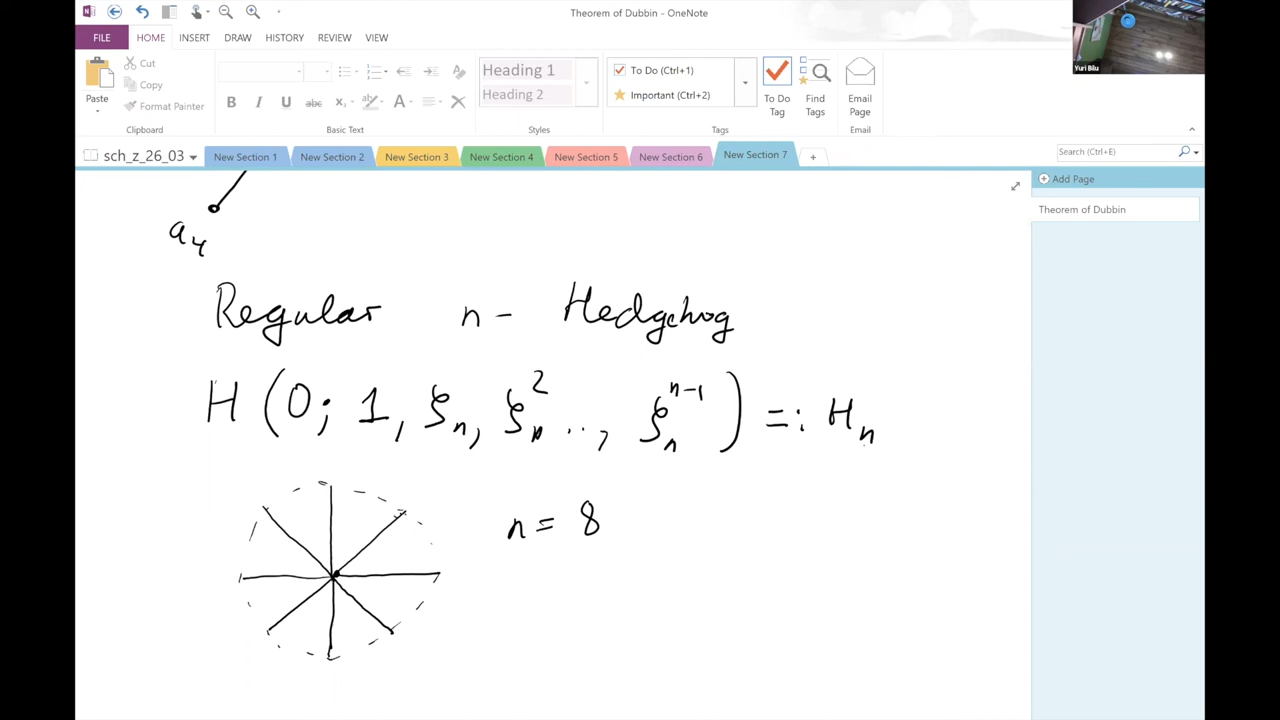 Theorem of Dubbin - OneNote
FILE HOME INSERT DRAW HISTORY REVIEW VIEW
Paste
Cut
Copy
Format Painter
Clipboard
B I U abc x₂ A
Basic Text
Heading 1
Heading 2
Styles
To Do (Ctrl+1)
Important (Ctrl+2)
Tags
To Do Tag
Find Tags
Email Page
Email
Yuri Bilu
sch_z_26_03
New Section 1 New Section 2 New Section 3 New Section 4 New Section 5 New Section 6 New Section 7
Search (Ctrl+E)
Add Page
Theorem of Dubbin
a₄
Regular n - Hedgehog
H (0; 1, ζₙ, ζₙ² .., ζₙⁿ⁻¹) =: Hₙ
n = 8